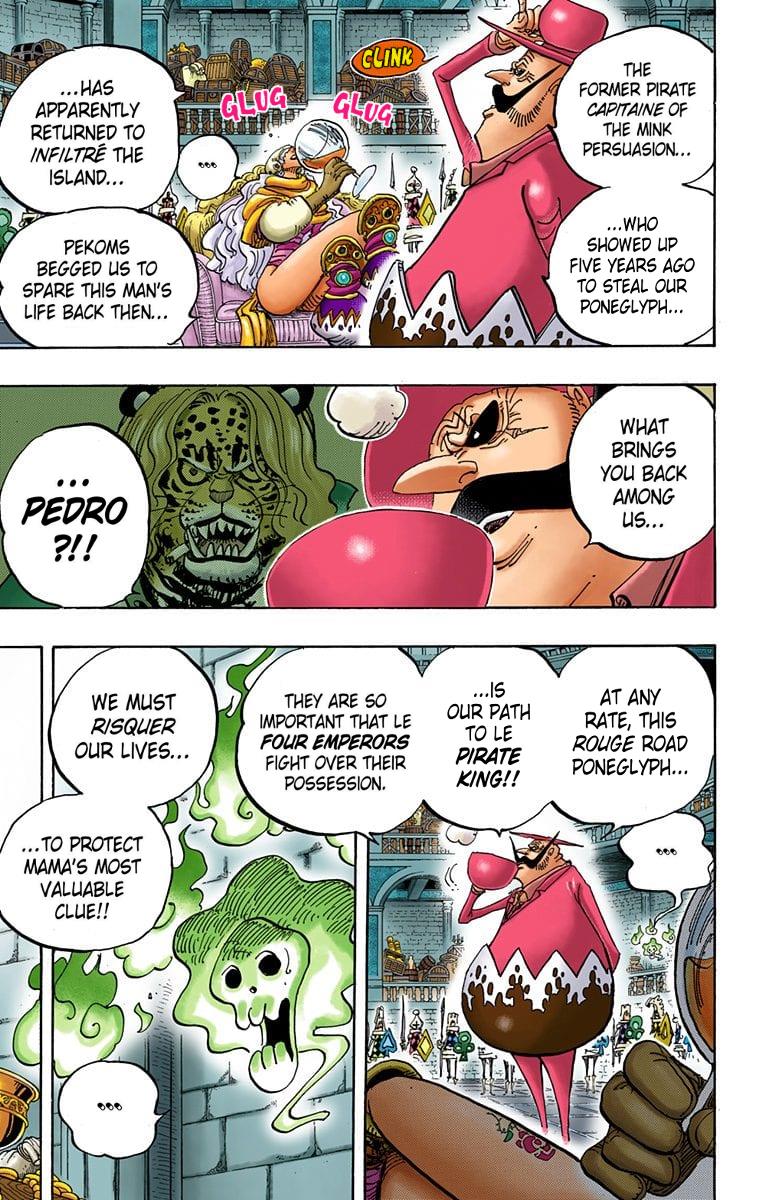 CLINK
GLUG
GLUG
THE
FORMER PIRATE
CAPITAINE OF
THE MINK
PERSUASION...
...WHO
SHOWED UP
FIVE YEARS AGO
TO STEAL OUR
PONEGLYPH...
...
...HAS
APPARENTLY
RETURNED TO
INFILTRÉ THE
ISLAND...
PEKOMS
BEGGED US TO
SPARE THIS MAN'S
LIFE BACK THEN...
WHAT
BRINGS
YOU BACK
AMONG
US...
...
PEDRO
?!!
AT ANY
RATE, THIS
ROUGE ROAD
PONEGLYPH...
...IS
OUR PATH
TO LE
PIRATE
KING!!
THEY ARE SO
IMPORTANT THAT LE
FOUR EMPERORS
FIGHT OVER THEIR
POSSESSION.
...
WE MUST
RISQUER
OUR LIVES...
...TO PROTECT
MAMA'S MOST
VALUABLE
CLUE!!
...